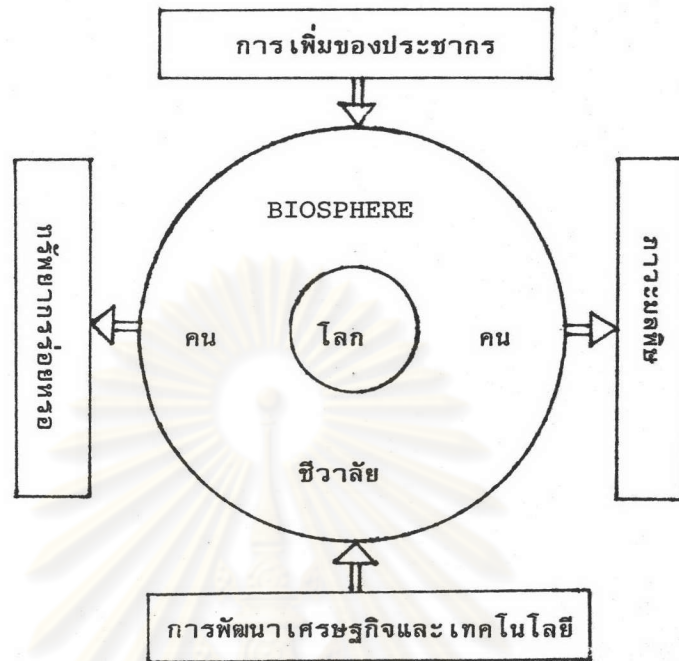 การเพิ่มของประชากร
BIOSPHERE
ทรัพยากรร่อยหรอ
คน
โลก
คน
ภาวะมลพิษ
ชีวาลัย
การพัฒนาเศรษฐกิจและเทคโนโลยี